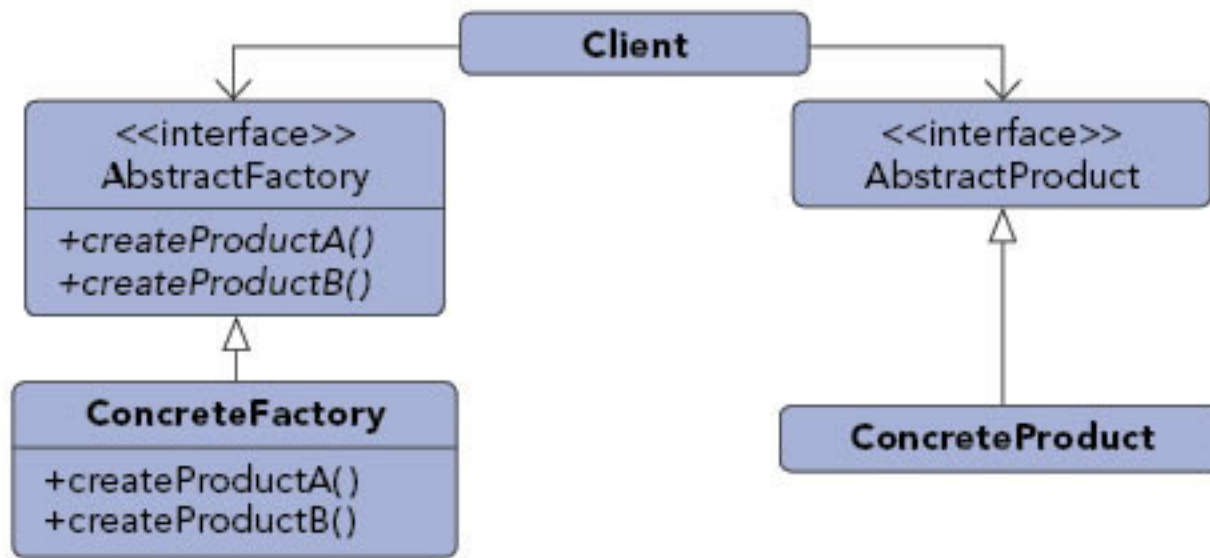 Client
<<interface>>
AbstractFactory
+createProductA()
+createProductB()
<<interface>>
AbstractProduct
ConcreteFactory
+createProductA()
+createProductB()
ConcreteProduct